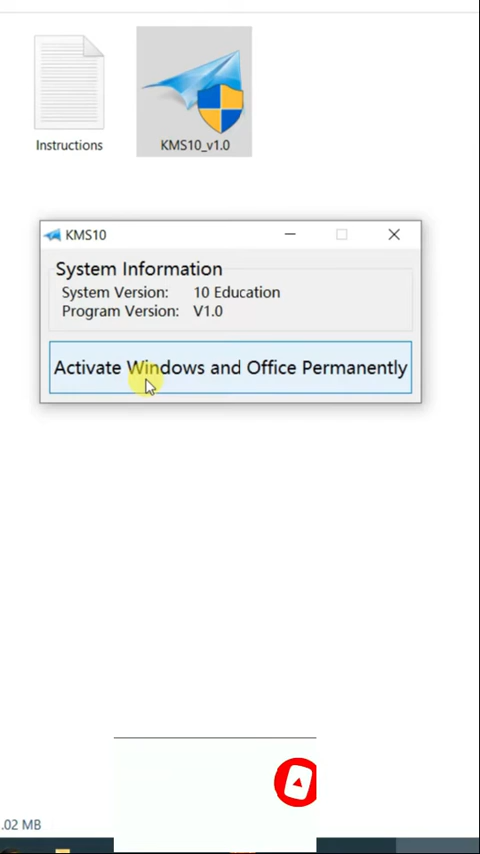 Instructions
KMS10_v1.0
KMS10
System Information
System Version: 10 Education
Program Version: V1.0
Activate Windows and Office Permanently
.02 MB